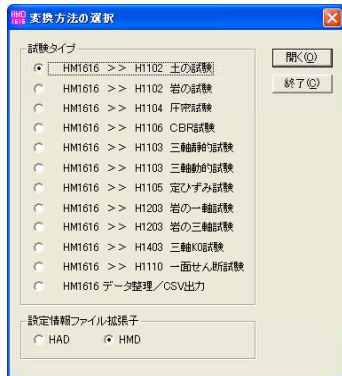 HHD
1616
変換方法の選択
試験タイプ
HM1616 >> H1102 土の試験
HM1616 >> H1102 岩の試験
HM1616 >> H1104 圧密試験
HM1616 >> H1106 CBR試験
HM1616 >> H1103 三軸静的試験
HM1616 >> H1103 三軸動的試験
HM1616 >> H1105 定ひずみ試験
HM1616 >> H1203 岩の一軸試験
HM1616 >> H1203 岩の三軸試験
HM1616 >> H1403 三軸K0試験
HM1616 >> H1110 一面せん断試験
HM1616 データ整理/CSV出力
開く(O)
終了(C)
設定情報ファイル拡張子
HAD
HMD